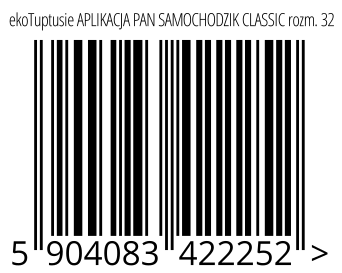 ekoTuptusie APLIKACJA PAN SAMOCHODZIK CLASSIC rozm. 32
5 904083 422252 >